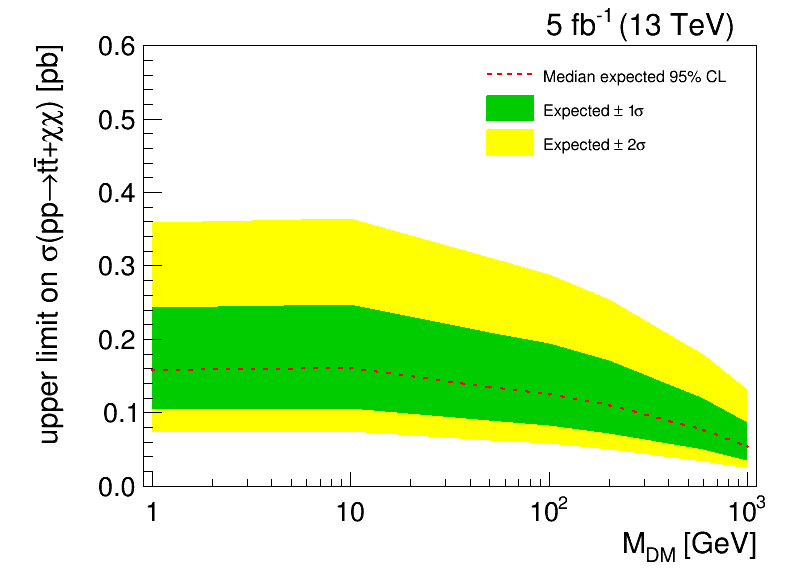 5 fb⁻¹ (13 TeV)
upper limit on σ(pp→tt̄+χχ) [pb]
0.6
0.5
0.4
0.3
0.2
0.1
0.0
Median expected 95% CL
Expected ± 1σ
Expected ± 2σ
1 10 10² 10³
M_DM [GeV]